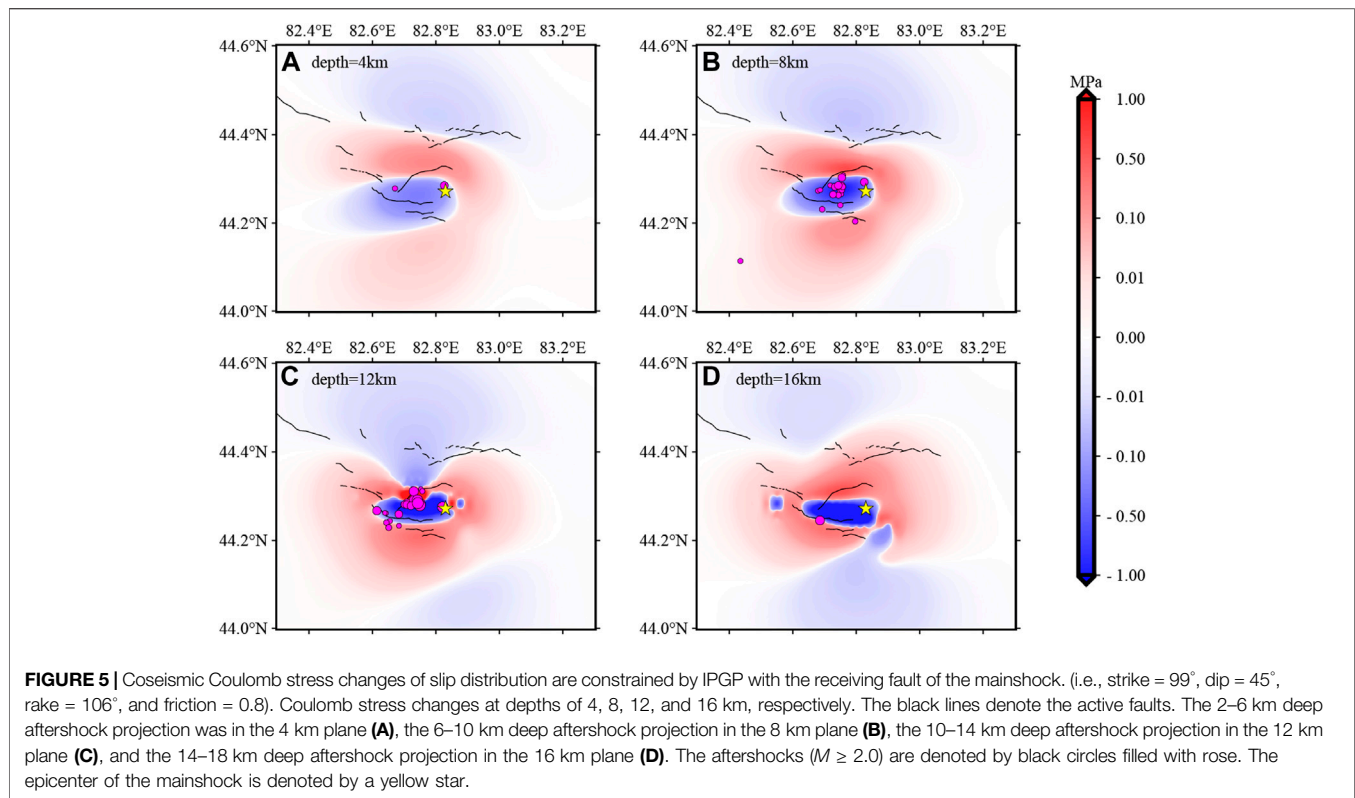 82.4°E 82.6°E 82.8°E 83.0°E 83.2°E
82.4°E 82.6°E 82.8°E 83.0°E 83.2°E
44.6°N
A depth=4km
44.4°N
44.2°N
44.0°N
44.6°N
B depth=8km
44.4°N
44.2°N
44.0°N
MPa
1.00
0.50
0.10
0.01
0.00
- 0.01
- 0.10
- 0.50
- 1.00
82.4°E 82.6°E 82.8°E 83.0°E 83.2°E
82.4°E 82.6°E 82.8°E 83.0°E 83.2°E
44.6°N
C depth=12km
44.4°N
44.2°N
44.0°N
44.6°N
D depth=16km
44.4°N
44.2°N
44.0°N
FIGURE 5 | Coseismic Coulomb stress changes of slip distribution are constrained by IPGP with the receiving fault of the mainshock. (i.e., strike = 99°, dip = 45°,
rake = 106°, and friction = 0.8). Coulomb stress changes at depths of 4, 8, 12, and 16 km, respectively. The black lines denote the active faults. The 2–6 km deep
aftershock projection was in the 4 km plane (A), the 6–10 km deep aftershock projection in the 8 km plane (B), the 10–14 km deep aftershock projection in the 12 km
plane (C), and the 14–18 km deep aftershock projection in the 16 km plane (D). The aftershocks (M ≥ 2.0) are denoted by black circles filled with rose. The
epicenter of the mainshock is denoted by a yellow star.